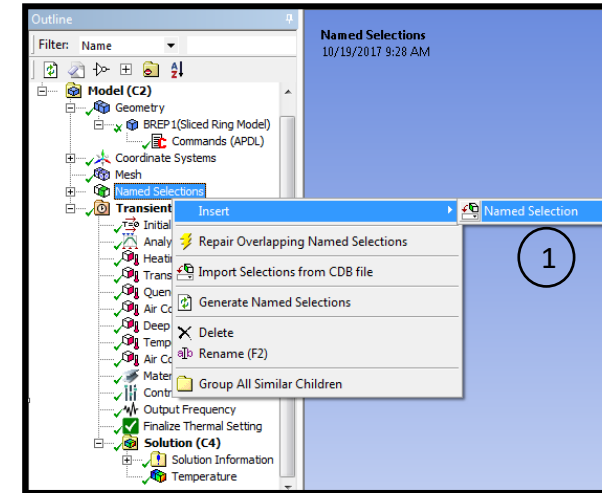 Outline
Filter: Name
Named Selections
10/19/2017 9:28 AM
Model (C2)
Geometry
BREP1(Sliced Ring Model)
Commands (APDL)
Coordinate Systems
Mesh
Named Selections
Transient
Insert
Named Selection
1
Initial
Analy
Repair Overlapping Named Selections
Heatin
Trans
Import Selections from CDB file
Quen
Air Co
Generate Named Selections
Deep
Temp
Delete
Air Co
Rename (F2)
Mater
Contr
Group All Similar Children
Output Frequency
Finalize Thermal Setting
Solution (C4)
Solution Information
Temperature